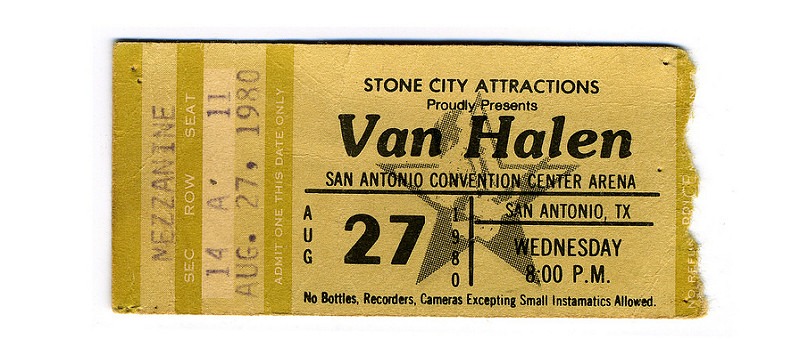 MEZZANINE
SEC ROW SEAT
14 A 11
AUG. 27, 1980
ADMIT ONE THIS DATE ONLY
STONE CITY ATTRACTIONS
Proudly Presents
Van Halen
SAN ANTONIO CONVENTION CENTER ARENA
AUG
27
1980
SAN ANTONIO, TX
WEDNESDAY
8:00 P.M.
No Bottles, Recorders, Cameras Excepting Small Instamatics Allowed.
NO